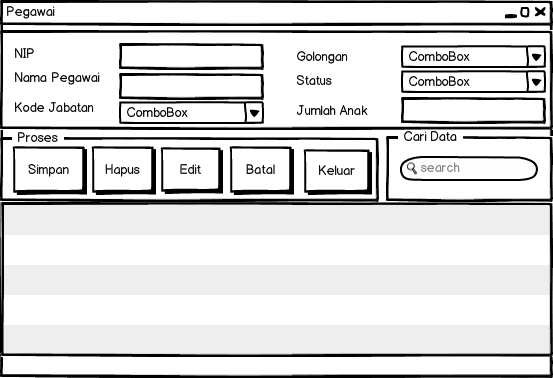 Pegawai
NIP
Nama Pegawai
Kode Jabatan
ComboBox
Golongan
ComboBox
Status
ComboBox
Jumlah Anak
Proses
Simpan
Hapus
Edit
Batal
Keluar
Cari Data
search